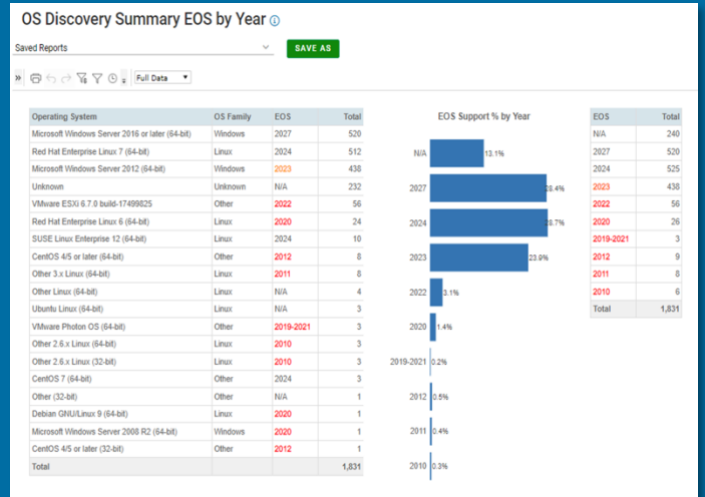 OS Discovery Summary EOS by Year
Saved Reports
SAVE AS
Full Data
Operating System OS Family EOS Total
Microsoft Windows Server 2016 or later (64-bit) Windows 2027 520
Red Hat Enterprise Linux 7 (64-bit) Linux 2024 512
Microsoft Windows Server 2012 (64-bit) Windows 2023 438
Unknown Unknown N/A 232
VMware ESXi 6.7.0 build-17499825 Other 2022 56
Red Hat Enterprise Linux 6 (64-bit) Linux 2020 24
SUSE Linux Enterprise 12 (64-bit) Linux 2024 10
CentOS 4/5 or later (64-bit) Other 2012 8
Other 3.x Linux (64-bit) Linux 2011 8
Other Linux (64-bit) Linux N/A 4
Ubuntu Linux (64-bit) Linux N/A 3
VMware Photon OS (64-bit) Other 2019-2021 3
Other 2.6.x Linux (64-bit) Linux 2010 3
Other 2.6.x Linux (32-bit) Linux 2010 3
CentOS 7 (64-bit) Other 2024 3
Other (32-bit) Other N/A 1
Debian GNU/Linux 9 (64-bit) Linux 2020 1
Microsoft Windows Server 2008 R2 (64-bit) Windows 2020 1
CentOS 4/5 or later (32-bit) Other 2012 1
Total 1,831
EOS Support % by Year
N/A 13.1%
2027 28.4%
2024 28.7%
2023 23.9%
2022 3.1%
2020 1.4%
2019-2021 0.2%
2012 0.5%
2011 0.4%
2010 0.3%
EOS Total
N/A 240
2027 520
2024 525
2023 438
2022 56
2020 26
2019-2021 3
2012 9
2011 8
2010 6
Total 1,831